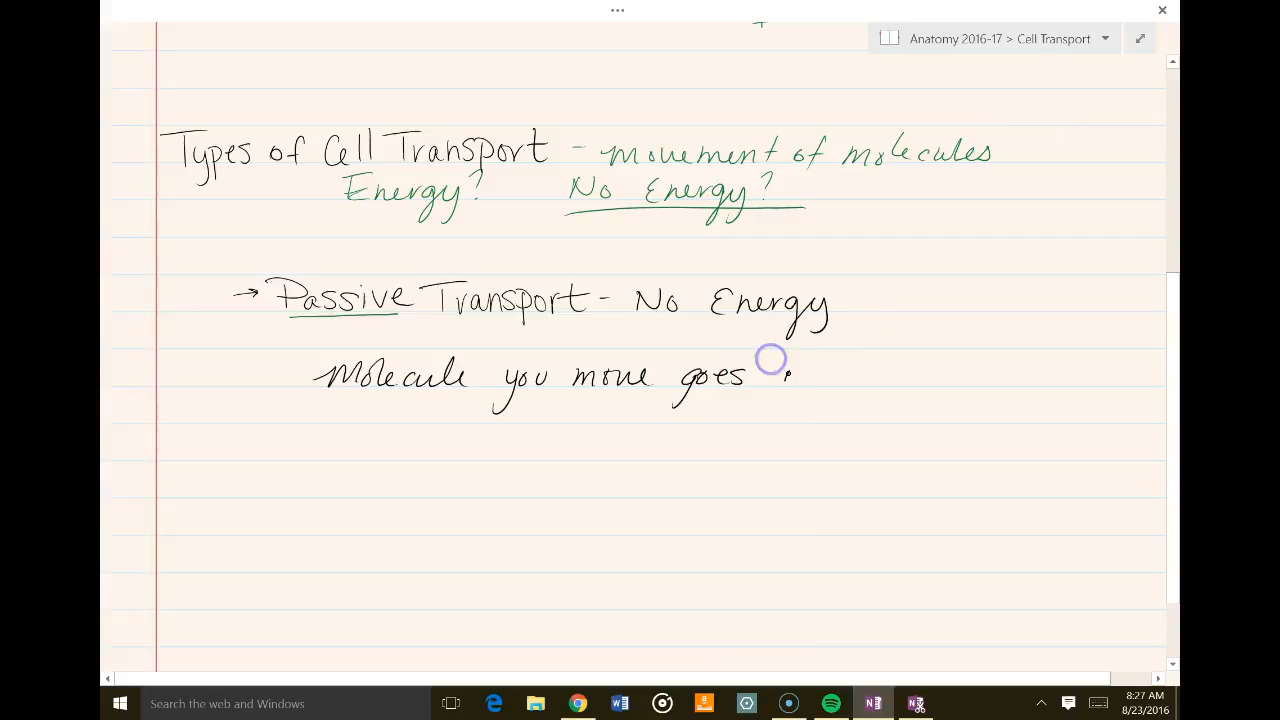 Anatomy 2016-17 > Cell Transport
Types of Cell Transport - Movement of molecules
Energy? No Energy?
→ Passive Transport - No Energy
Molecule you move goes
Search the web and Windows
8:27 AM
8/23/2016